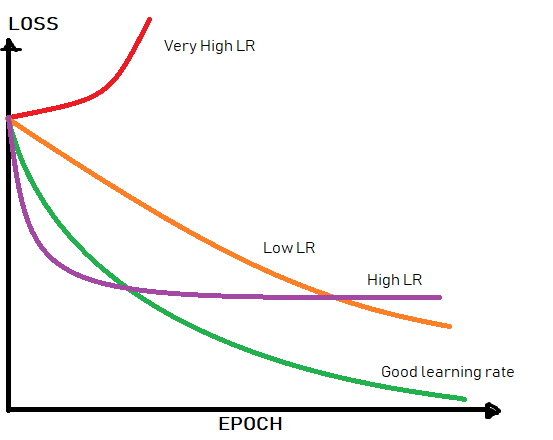 LOSS
Very High LR
Low LR
High LR
Good learning rate
EPOCH